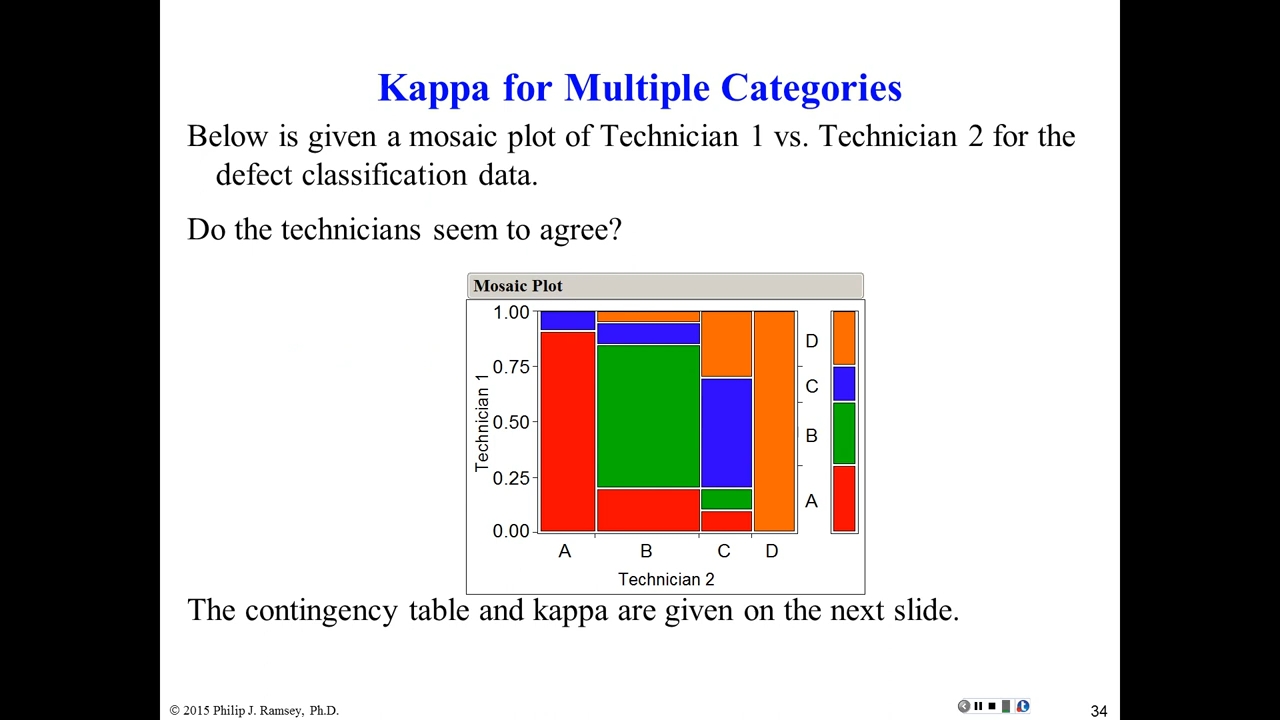 Kappa for Multiple Categories
Below is given a mosaic plot of Technician 1 vs. Technician 2 for the
defect classification data.
Do the technicians seem to agree?
Mosaic Plot
1.00
0.75
0.50
0.25
0.00
Technician 1
A B C D
Technician 2
D
C
B
A
The contingency table and kappa are given on the next slide.
© 2015 Philip J. Ramsey, Ph.D.
34